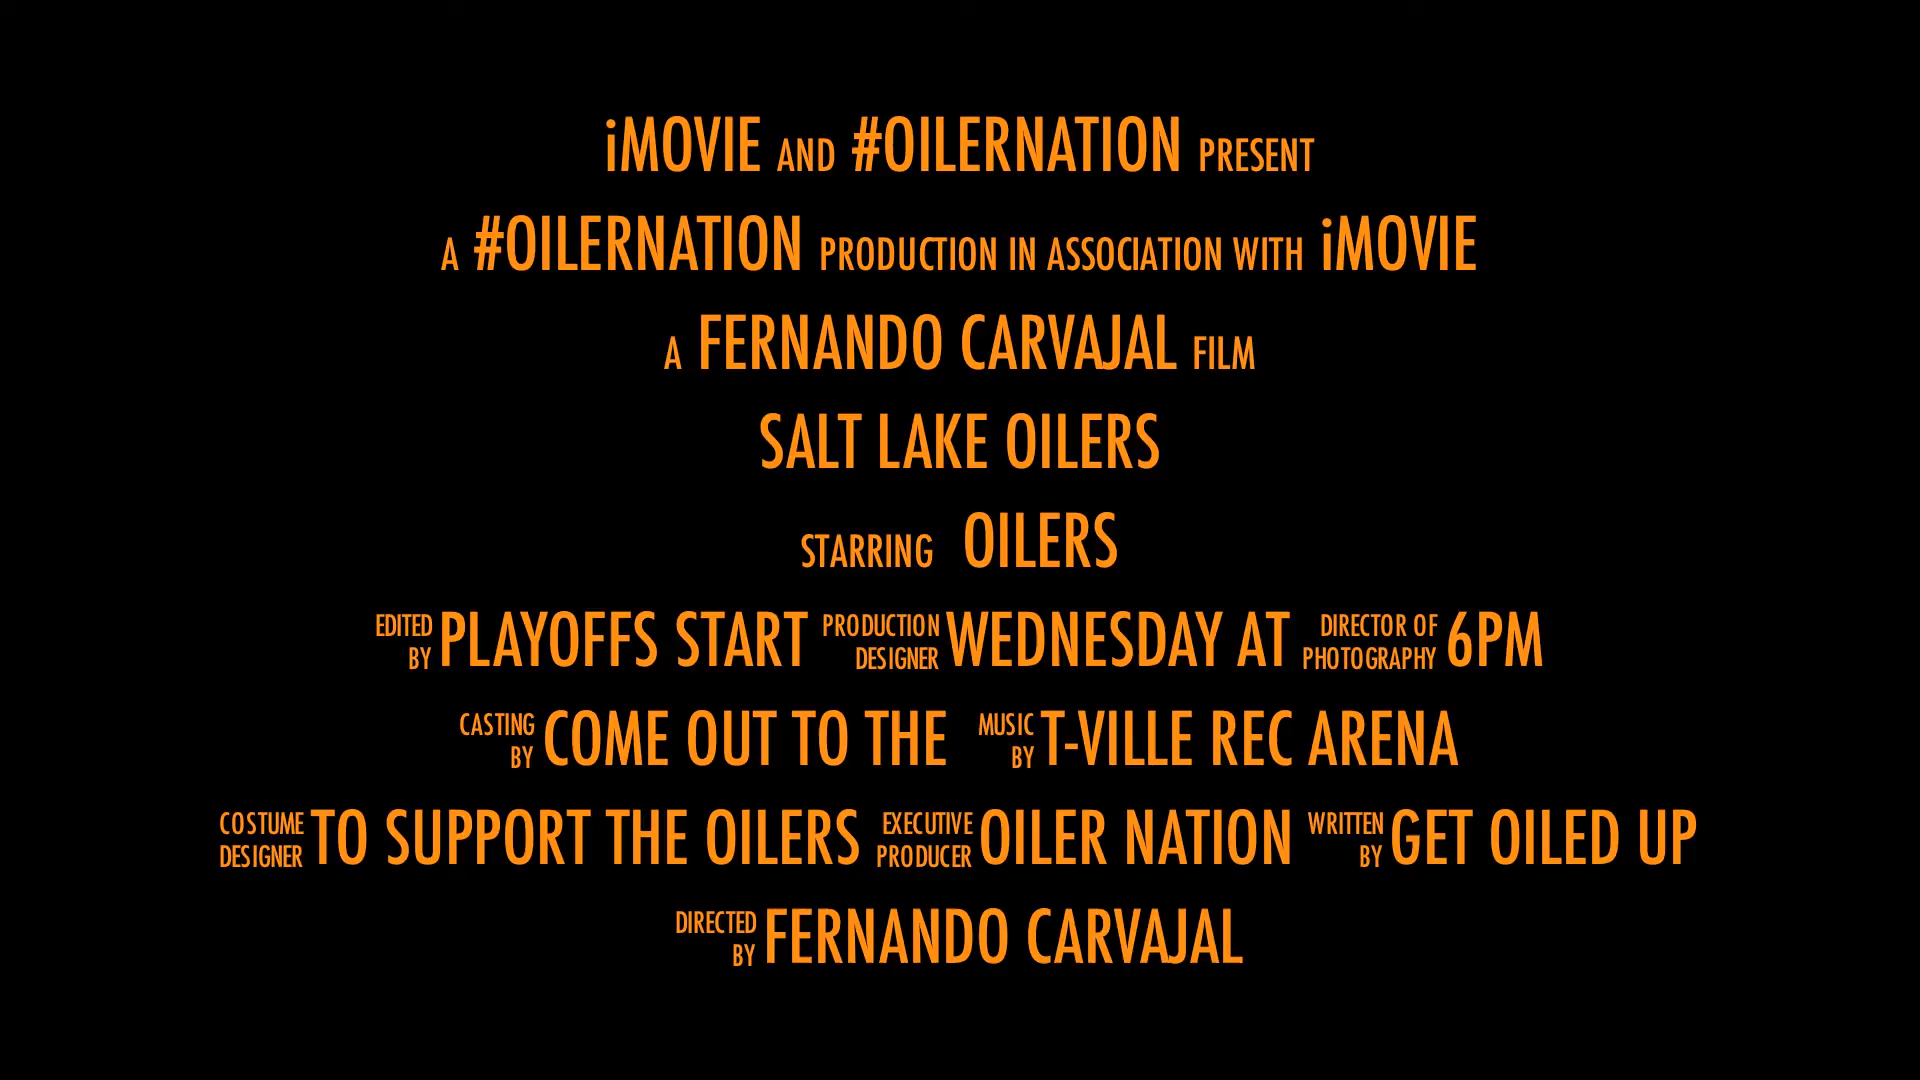 iMOVIE AND #OILERNATION PRESENT
A #OILERNATION PRODUCTION IN ASSOCIATION WITH iMOVIE
A FERNANDO CARVAJAL FILM
SALT LAKE OILERS
STARRING OILERS
EDITED BY PLAYOFFS START PRODUCTION DESIGNER WEDNESDAY AT DIRECTOR OF PHOTOGRAPHY 6PM
CASTING BY COME OUT TO THE MUSIC BY T-VILLE REC ARENA
COSTUME DESIGNER TO SUPPORT THE OILERS EXECUTIVE PRODUCER OILER NATION WRITTEN BY GET OILED UP
DIRECTED BY FERNANDO CARVAJAL